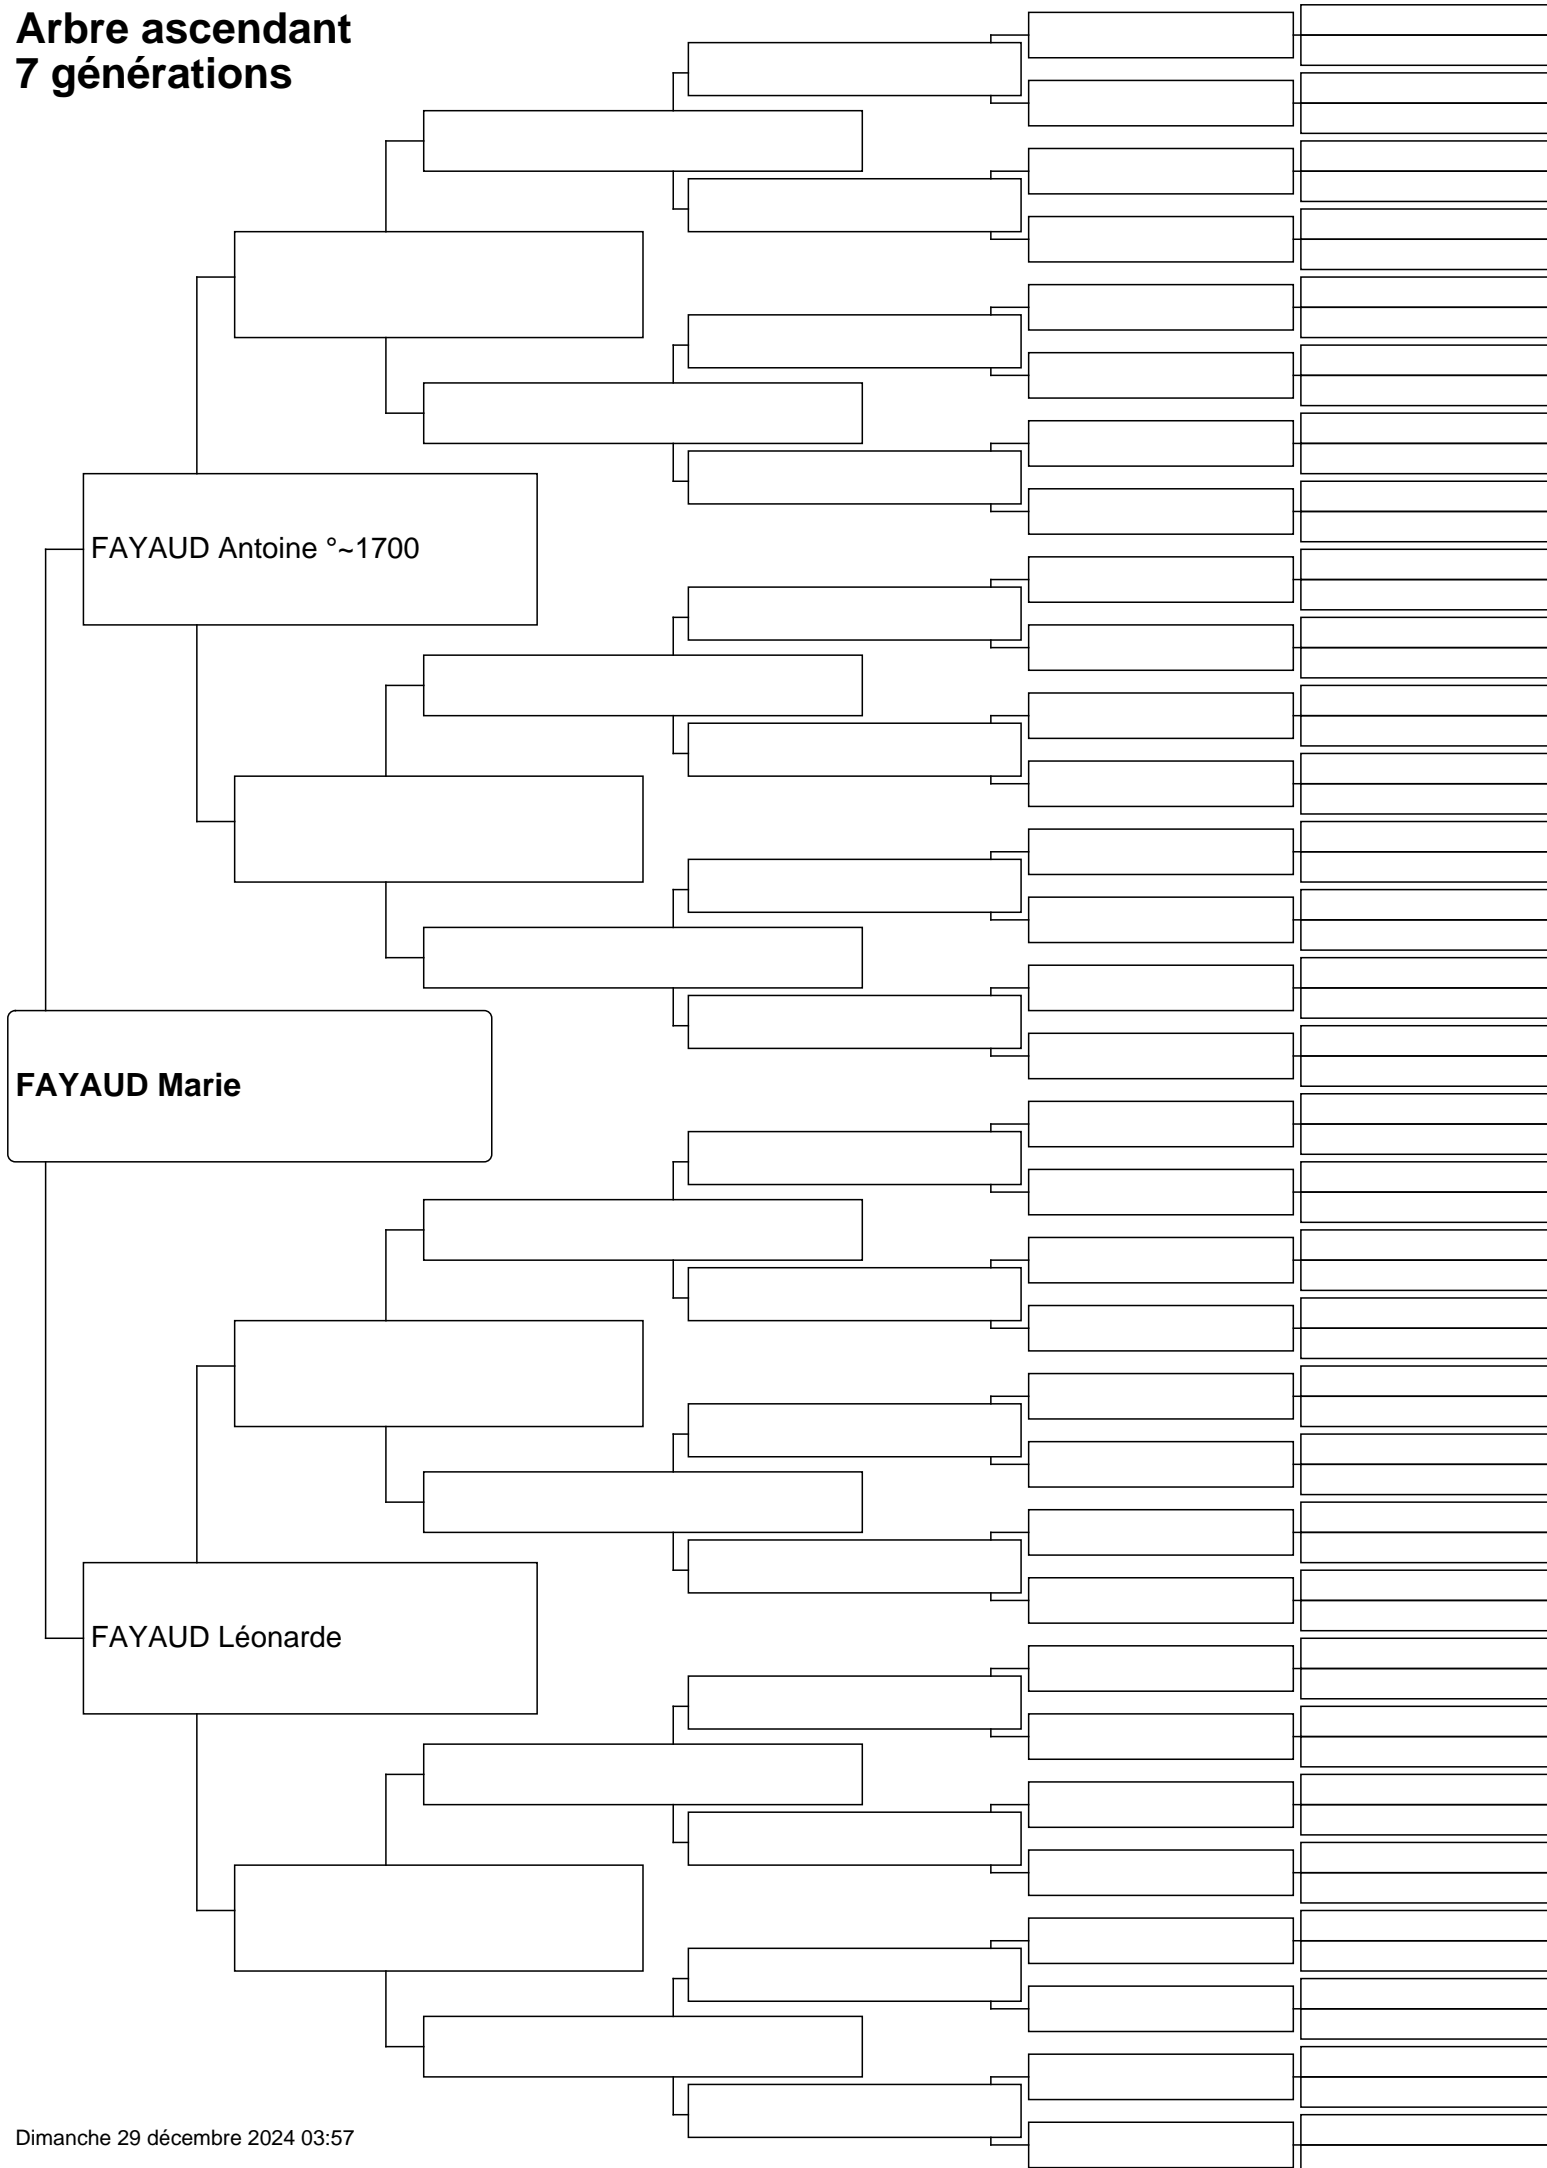 Arbre ascendant
7 générations
FAYAUD Antoine °~1700
FAYAUD Marie
FAYAUD Léonarde
Dimanche 29 décembre 2024 03:57